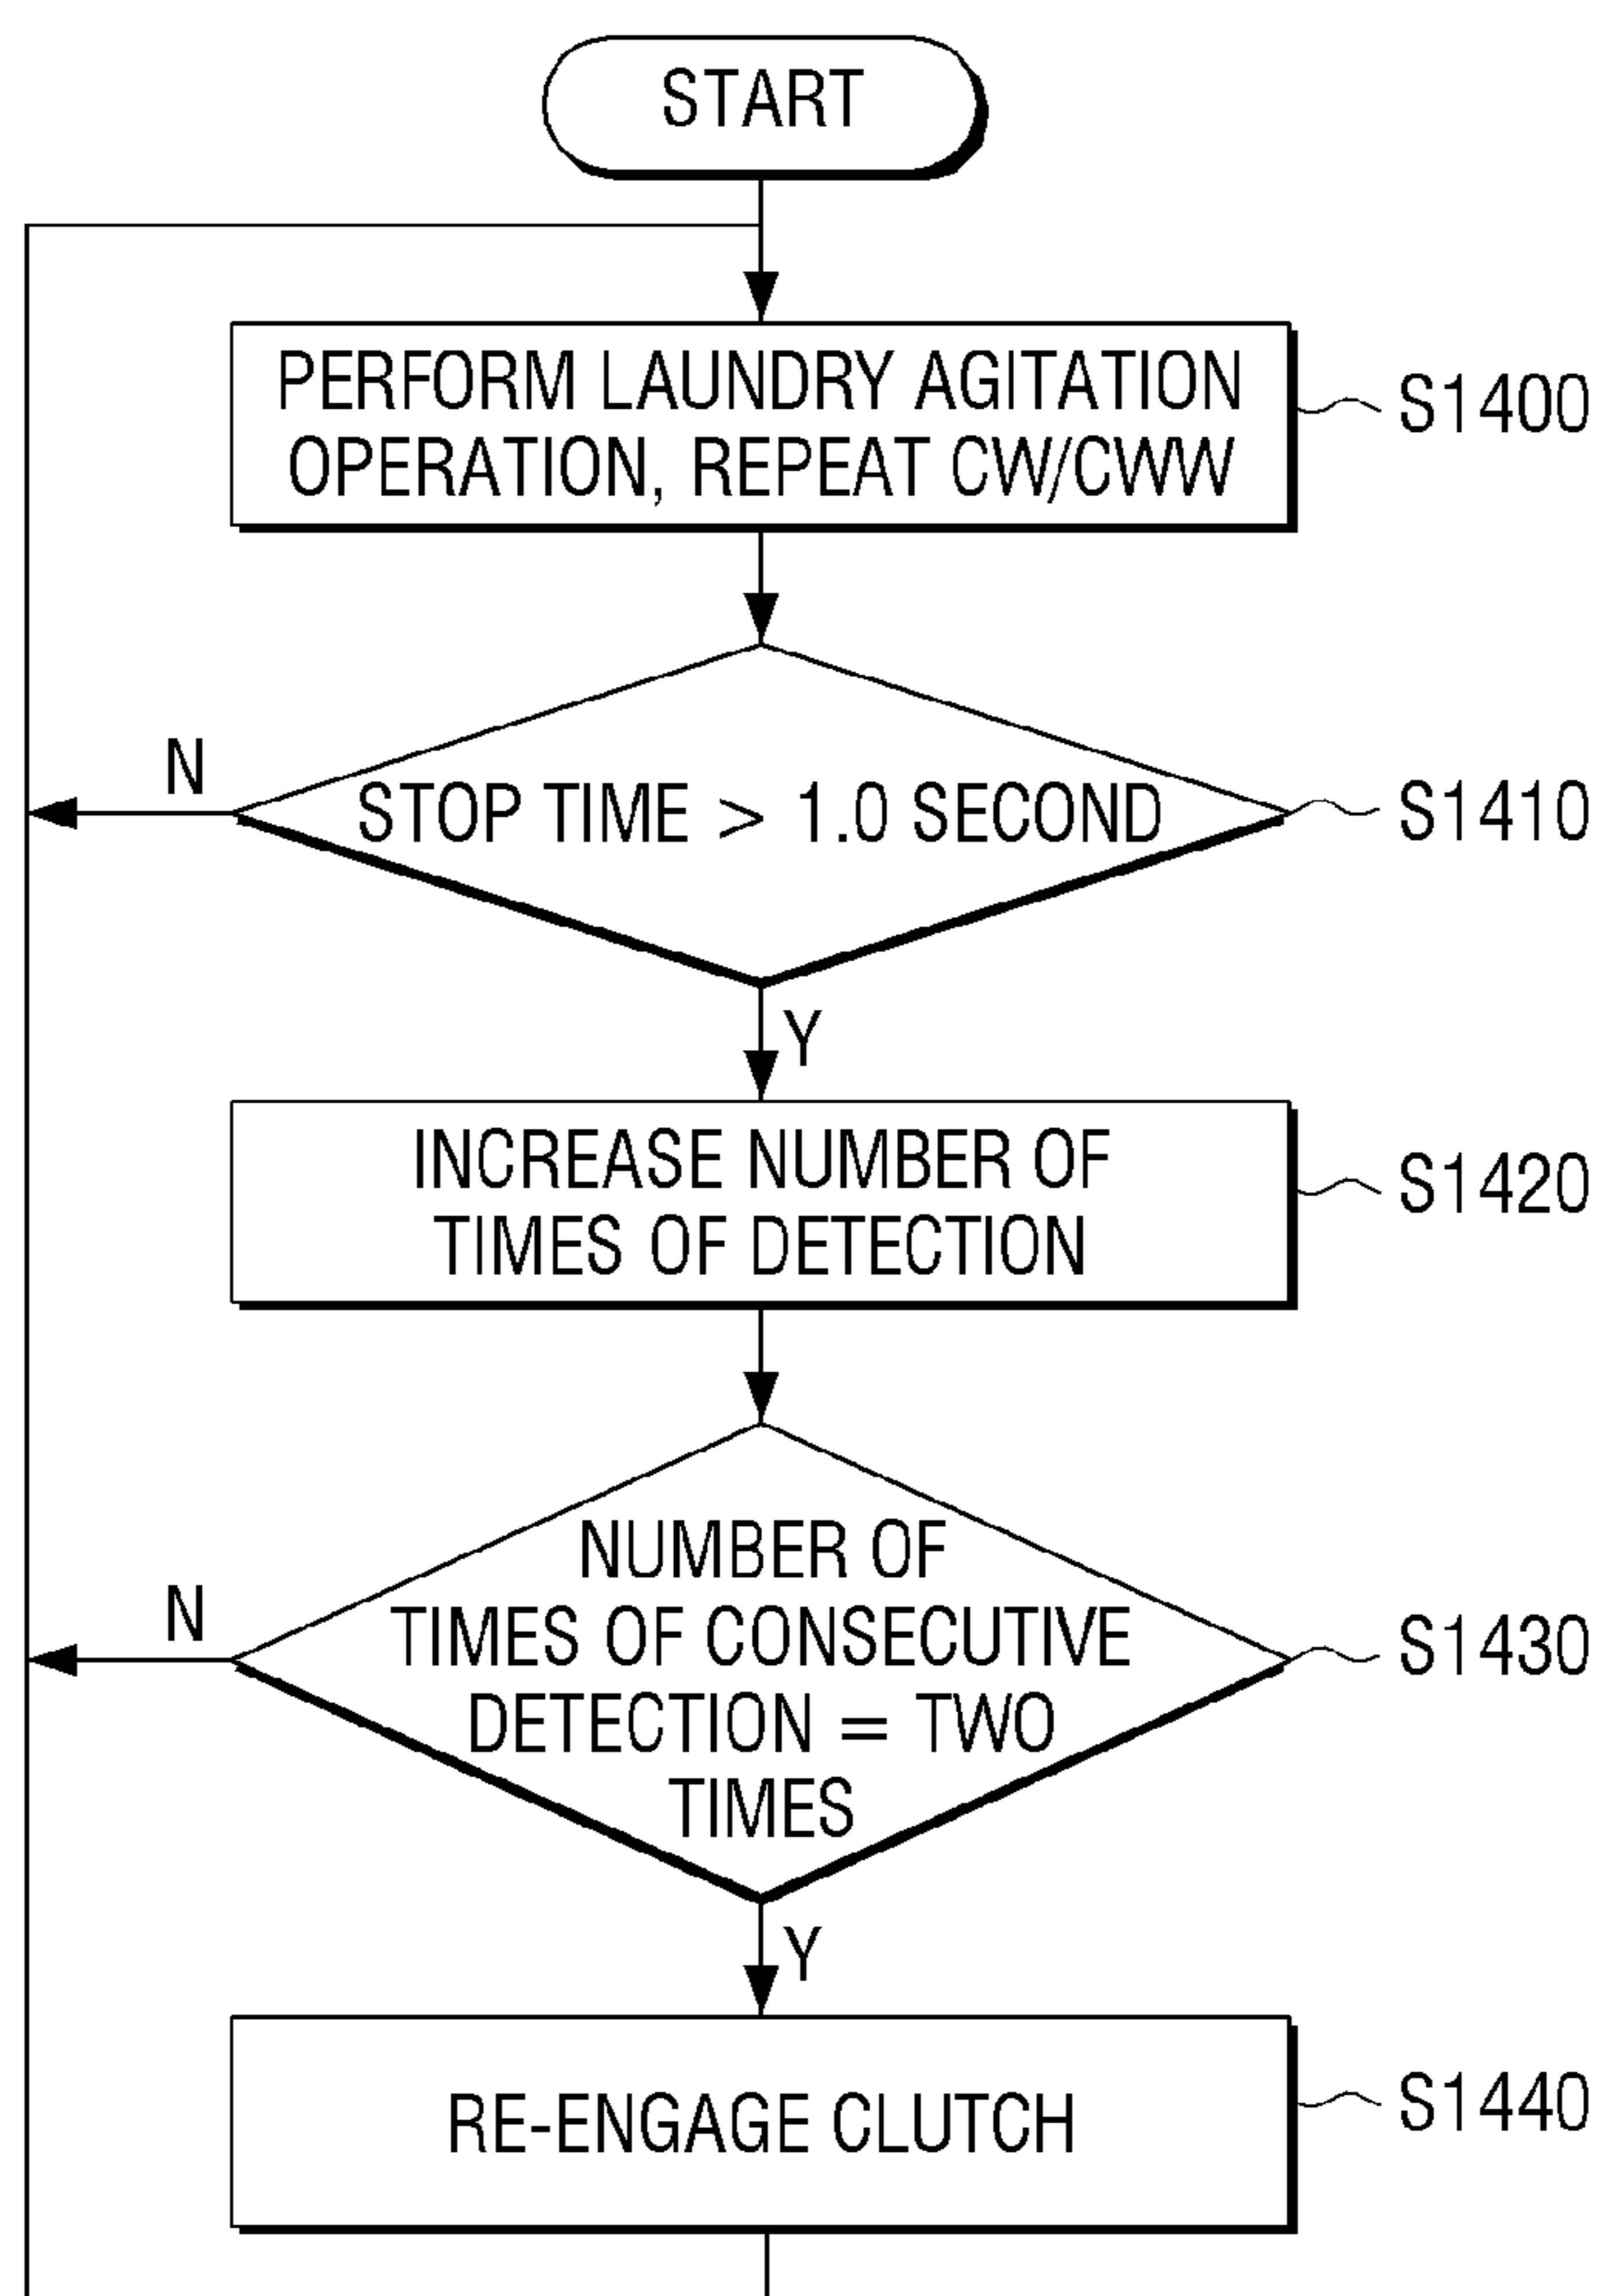 START
PERFORM LAUNDRY AGITATION
OPERATION, REPEAT CW/CWW
S1400
N
STOP TIME > 1.0 SECOND
S1410
Y
INCREASE NUMBER OF
TIMES OF DETECTION
S1420
N
NUMBER OF
TIMES OF CONSECUTIVE
DETECTION = TWO
TIMES
S1430
Y
RE-ENGAGE CLUTCH
S1440